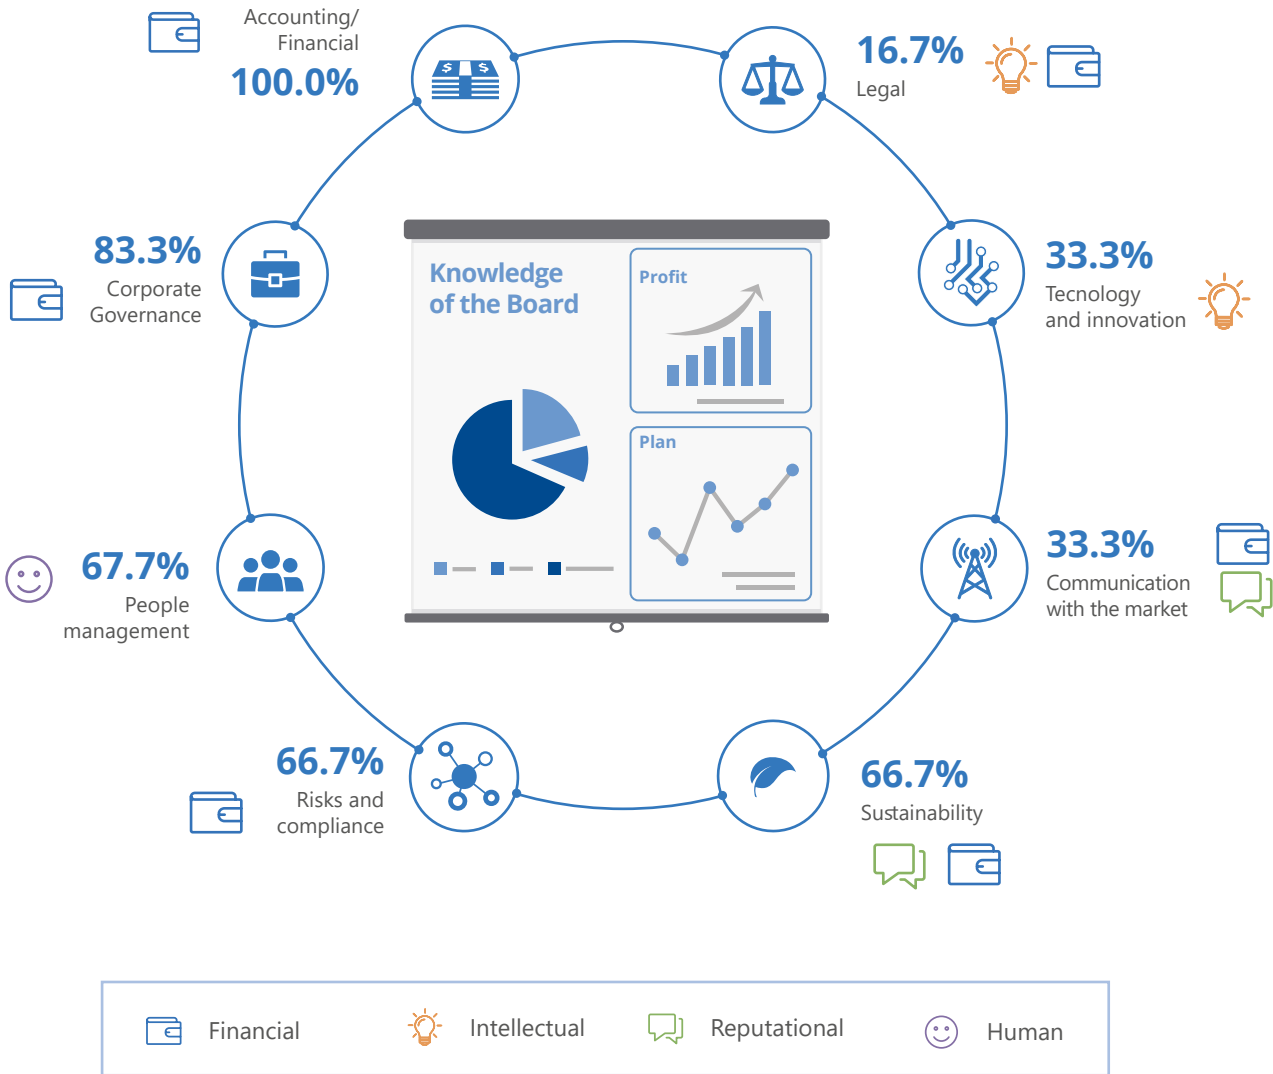 Accounting/
Financial
100.0%
16.7%
Legal
83.3%
Corporate
Governance
33.3%
Tecnology
and innovation
Knowledge
of the Board
Profit
Plan
67.7%
People
management
33.3%
Communication
with the market
66.7%
Risks and
compliance
66.7%
Sustainability
Financial
Intellectual
Reputational
Human